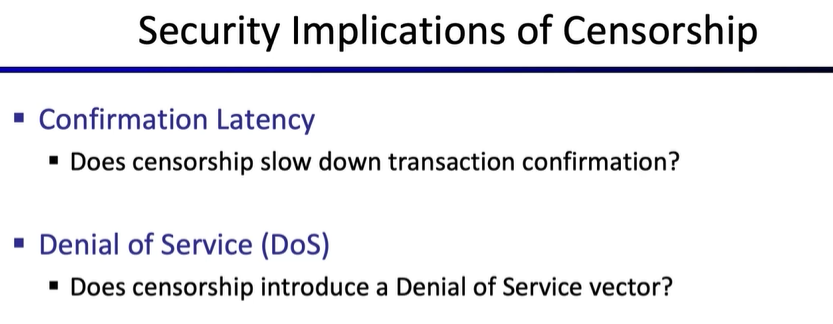 Security Implications of Censorship
▪ Confirmation Latency
▪ Does censorship slow down transaction confirmation?
▪ Denial of Service (DoS)
▪ Does censorship introduce a Denial of Service vector?